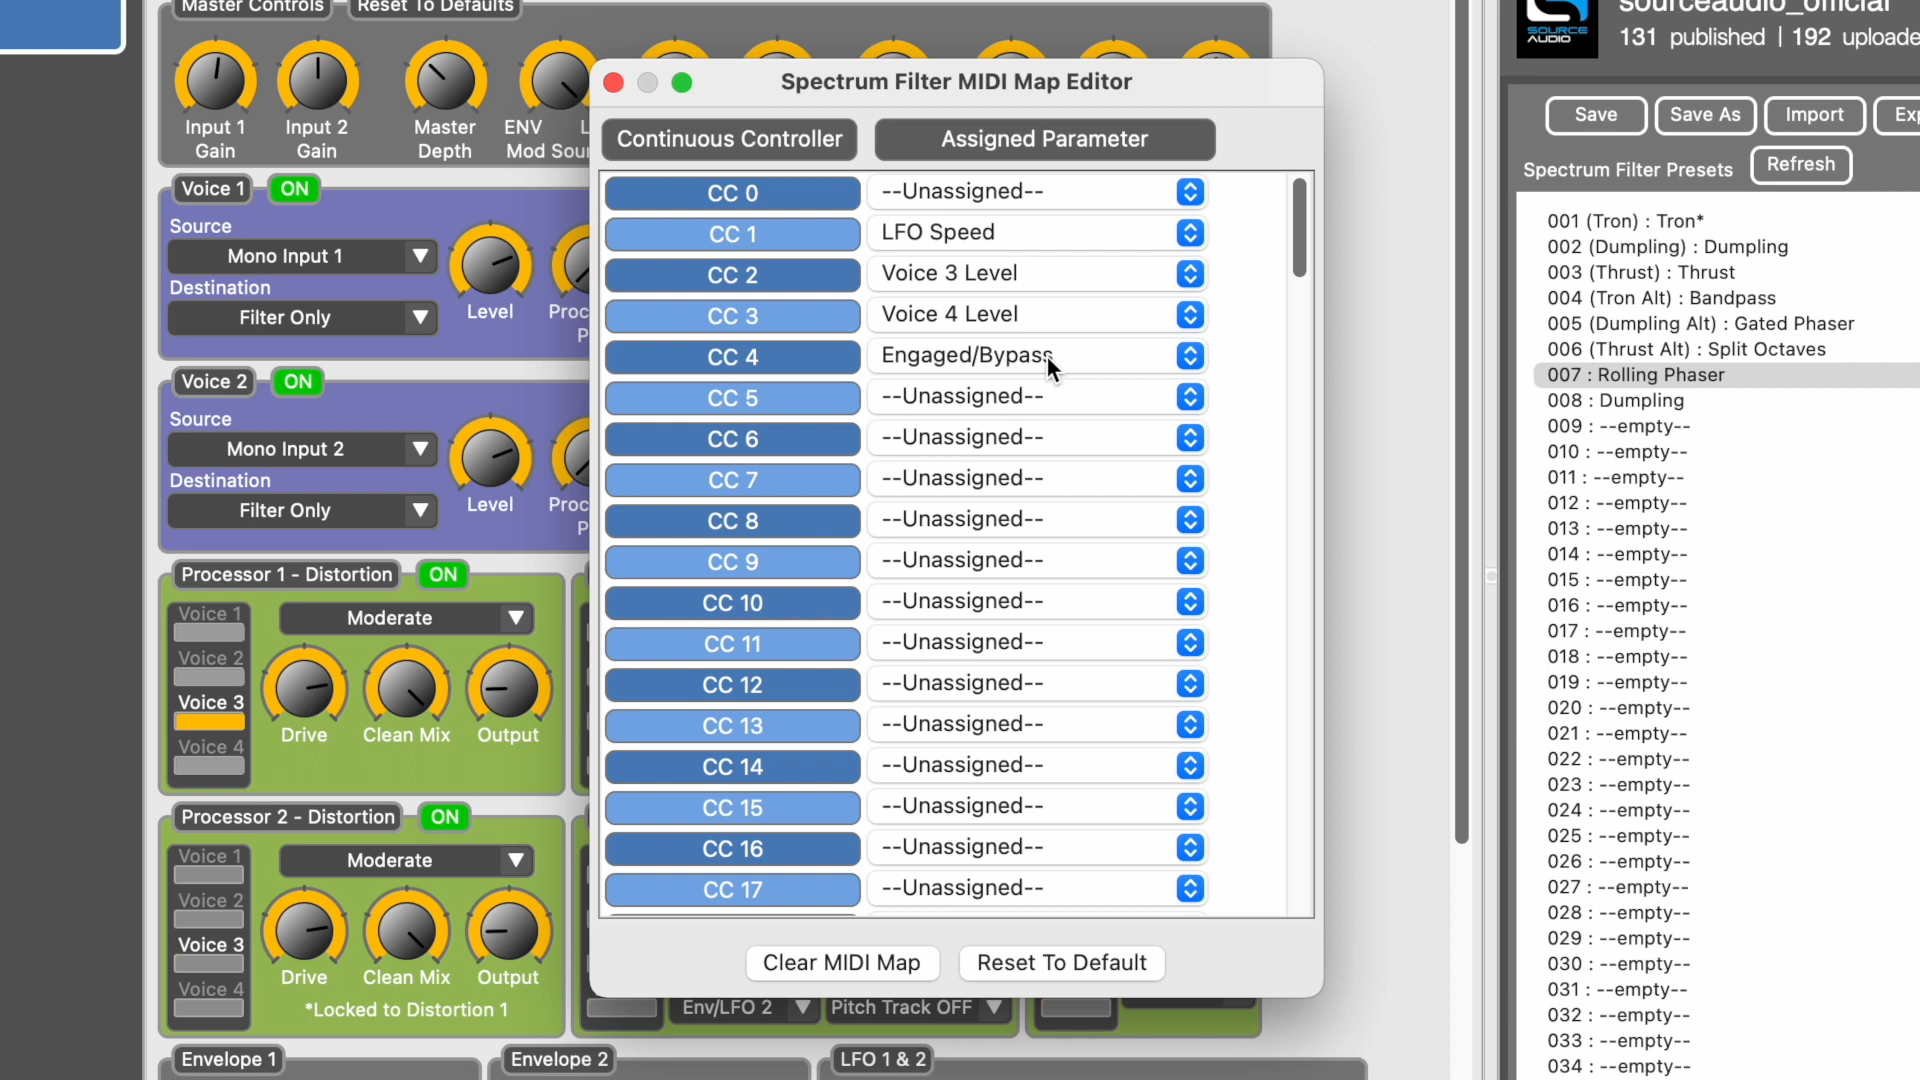 Master Controls
Reset To Defaults
Input 1
Gain
Input 2
Gain
Master
Depth
ENV
Mod
Voice 1
ON
Source
Mono Input 1
Destination
Filter Only
Level
Voice 2
ON
Source
Mono Input 2
Destination
Filter Only
Level
Processor 1 - Distortion
ON
Voice 1
Voice 2
Voice 3
Voice 4
Moderate
Drive
Clean Mix
Output
Processor 2 - Distortion
ON
Voice 1
Voice 2
Voice 3
Voice 4
Moderate
Drive
Clean Mix
Output
*Locked to Distortion 1
Envelope 1
Envelope 2
LFO 1 & 2
Env/LFO 2
Pitch Track OFF
Spectrum Filter MIDI Map Editor
Continuous Controller
Assigned Parameter
CC 0 --Unassigned--
CC 1 LFO Speed
CC 2 Voice 3 Level
CC 3 Voice 4 Level
CC 4 Engaged/Bypass
CC 5 --Unassigned--
CC 6 --Unassigned--
CC 7 --Unassigned--
CC 8 --Unassigned--
CC 9 --Unassigned--
CC 10 --Unassigned--
CC 11 --Unassigned--
CC 12 --Unassigned--
CC 13 --Unassigned--
CC 14 --Unassigned--
CC 15 --Unassigned--
CC 16 --Unassigned--
CC 17 --Unassigned--
Clear MIDI Map
Reset To Default
SOURCE
AUDIO
sourceaudio_official
131 published | 192
Save
Save As
Import
Spectrum Filter Presets
Refresh
001 (Tron) : Tron*
002 (Dumpling) : Dumpling
003 (Thrust) : Thrust
004 (Tron Alt) : Bandpass
005 (Dumpling Alt) : Gated Phaser
006 (Thrust Alt) : Split Octaves
007 : Rolling Phaser
008 : Dumpling
009 : --empty--
010 : --empty--
011 : --empty--
012 : --empty--
013 : --empty--
014 : --empty--
015 : --empty--
016 : --empty--
017 : --empty--
018 : --empty--
019 : --empty--
020 : --empty--
021 : --empty--
022 : --empty--
023 : --empty--
024 : --empty--
025 : --empty--
026 : --empty--
027 : --empty--
028 : --empty--
029 : --empty--
030 : --empty--
031 : --empty--
032 : --empty--
033 : --empty--
034 : --empty--